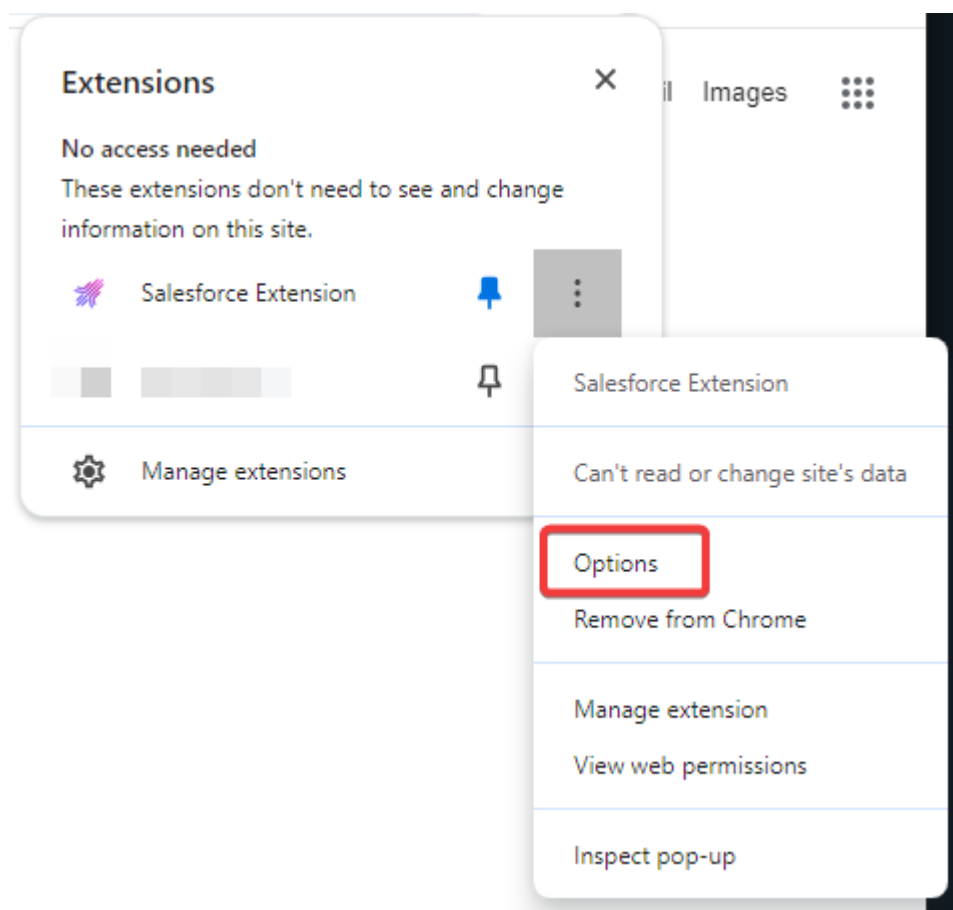 Extensions
il Images
No access needed
These extensions don't need to see and change
information on this site.
Salesforce Extension
Manage extensions
Salesforce Extension
Can't read or change site's data
Options
Remove from Chrome
Manage extension
View web permissions
Inspect pop-up